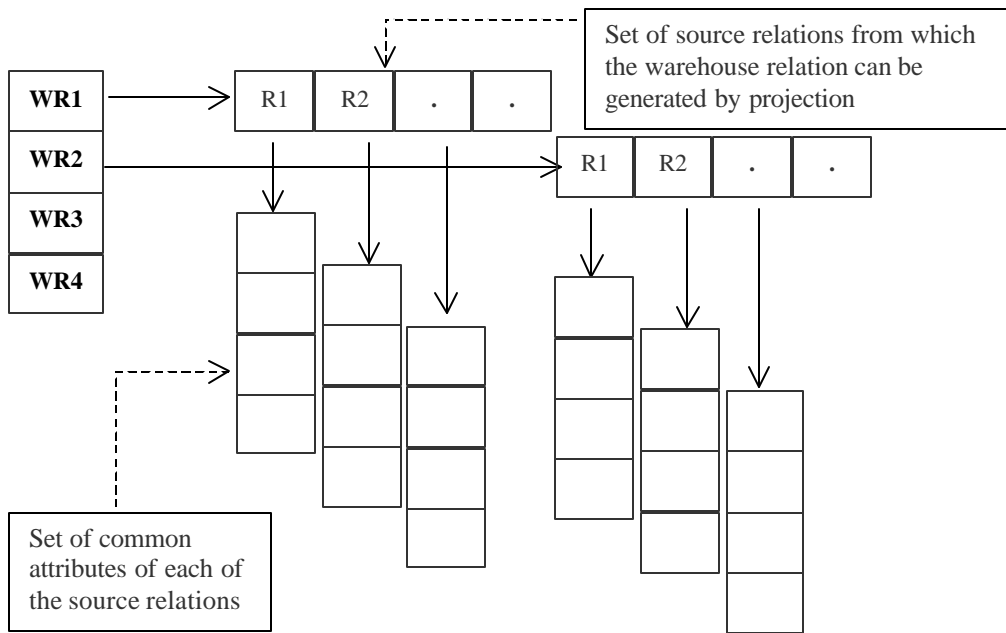 Set of source relations from which
the warehouse relation can be
generated by projection
WR1
R1 R2 . .
WR2
R1 R2 . .
WR3
WR4
Set of common
attributes of each of
the source relations